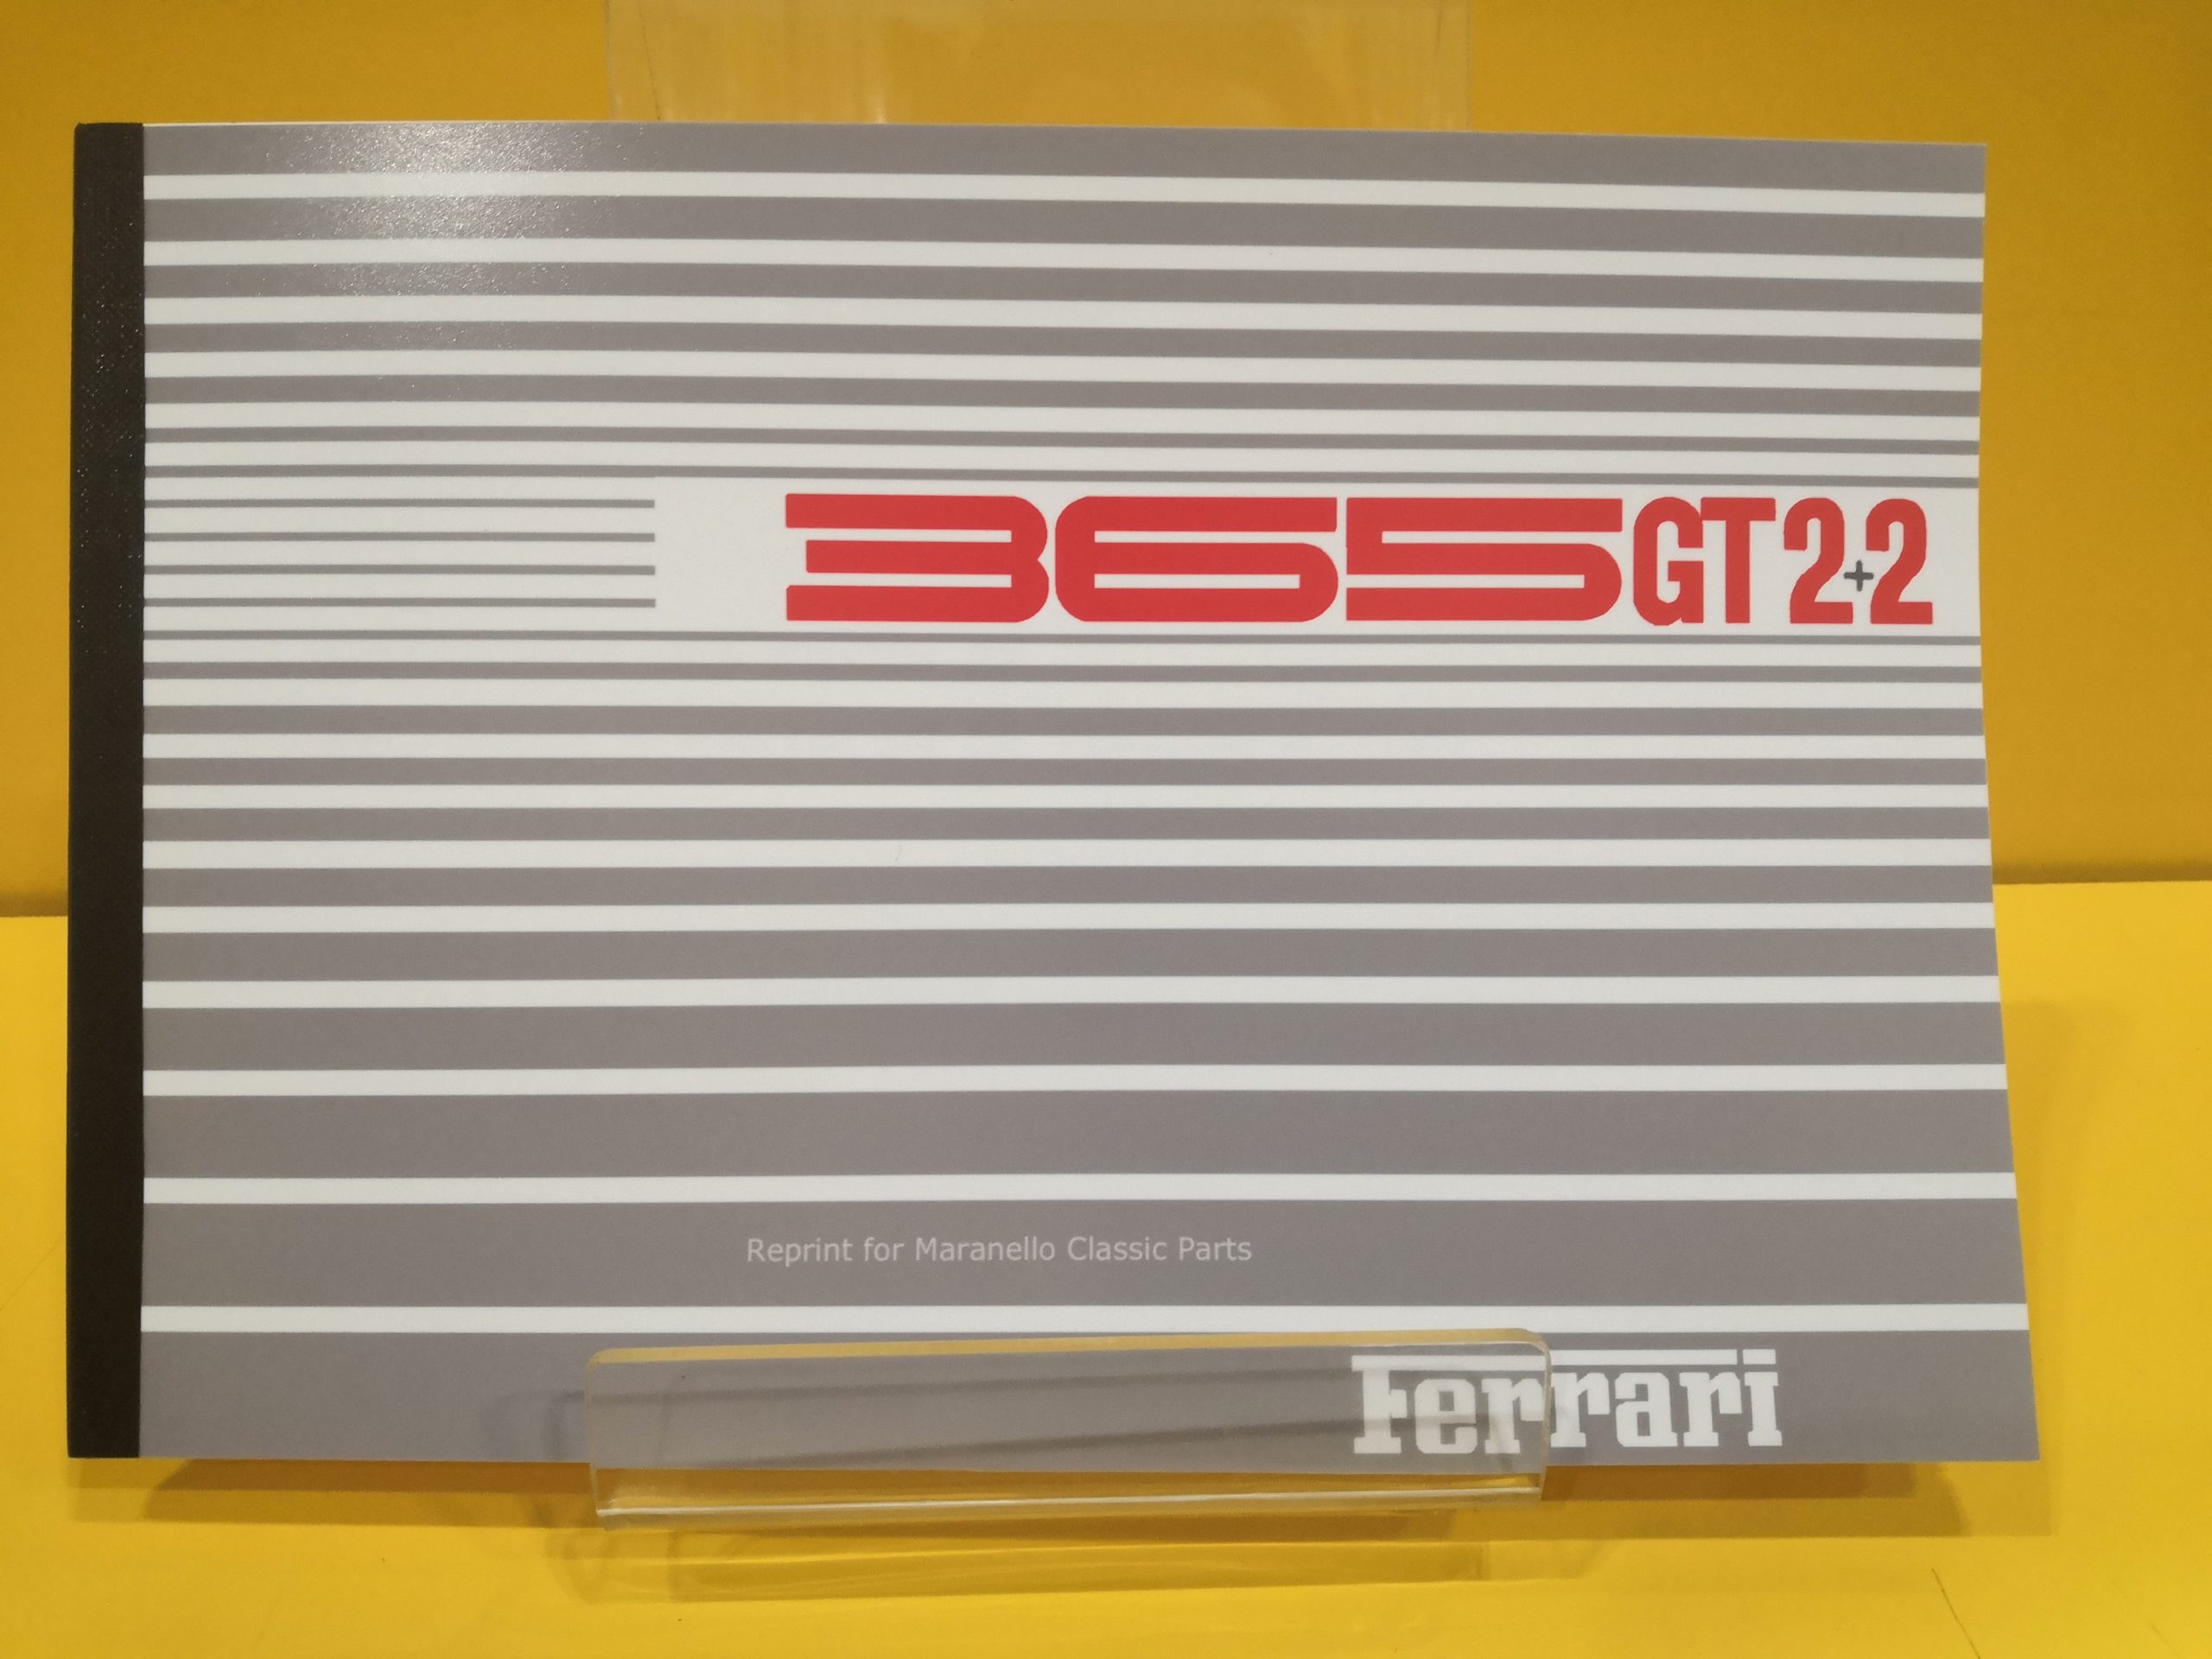 365 GT 2+2
Reprint for Maranello Classic Parts
Ferrari